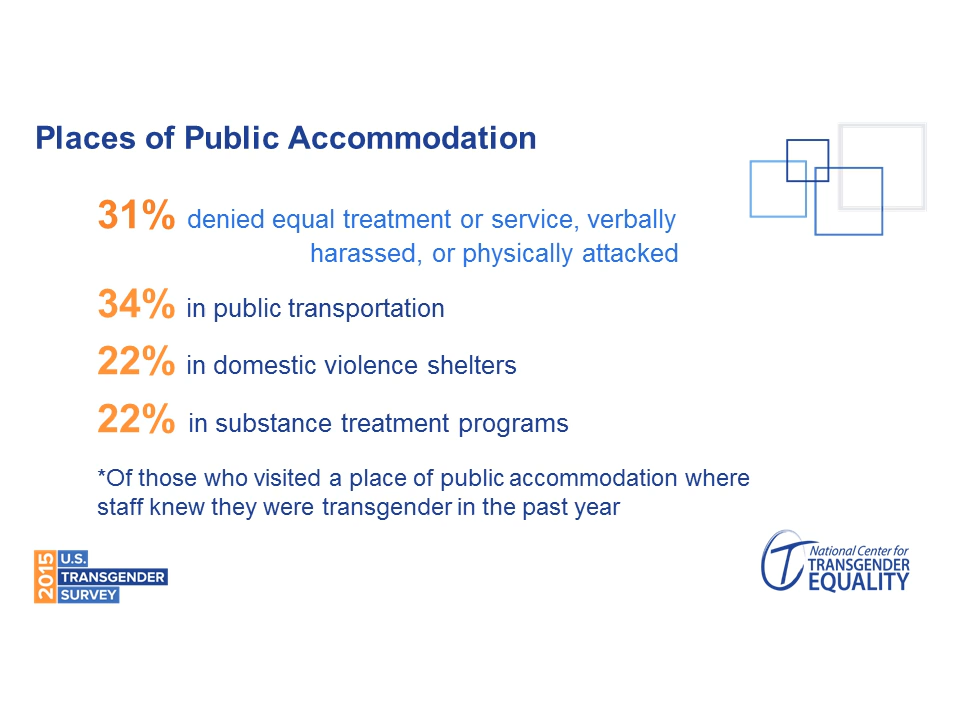 Places of Public Accommodation
31% denied equal treatment or service, verbally
harassed, or physically attacked
34% in public transportation
22% in domestic violence shelters
22% in substance treatment programs
*Of those who visited a place of public accommodation where
staff knew they were transgender in the past year
2015
U.S.
TRANSGENDER
SURVEY
National Center for
TRANSGENDER
EQUALITY